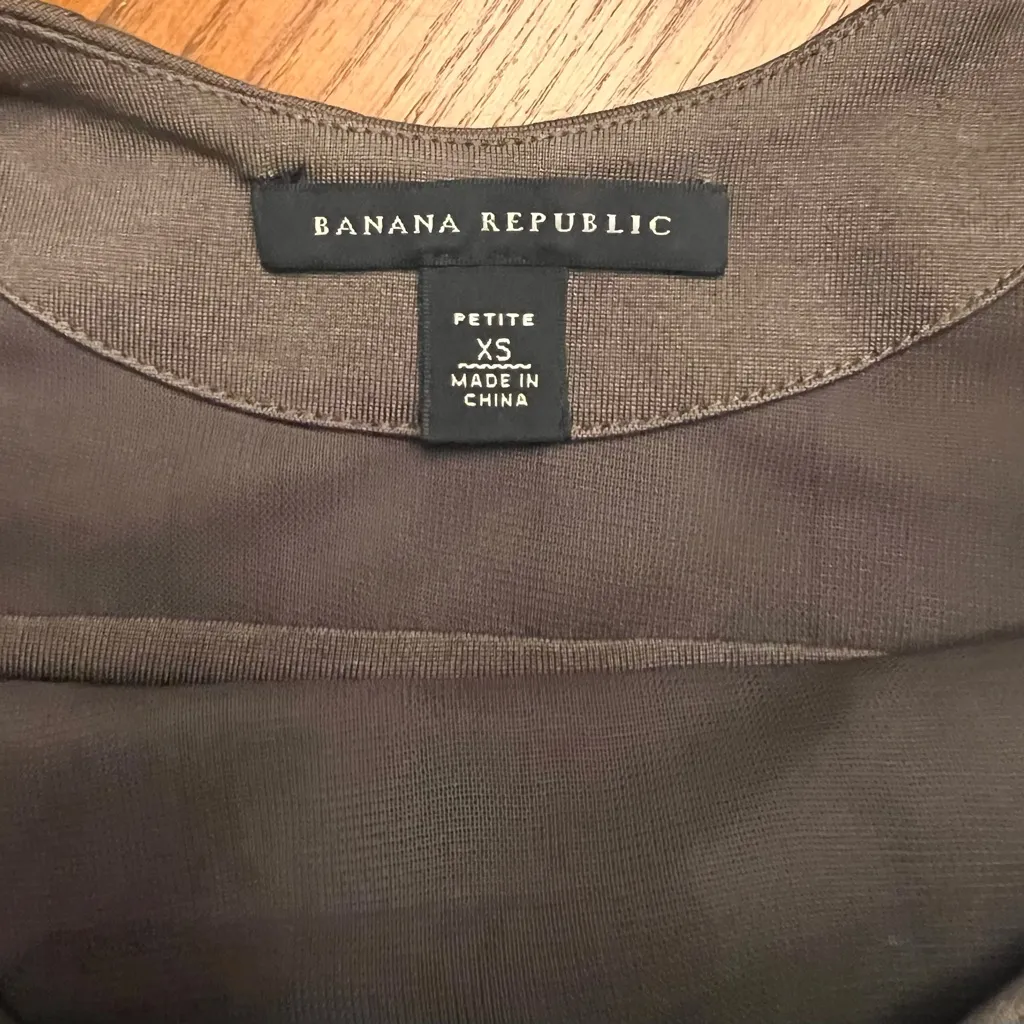 BANANA REPUBLIC
PETITE
XS
MADE IN
CHINA